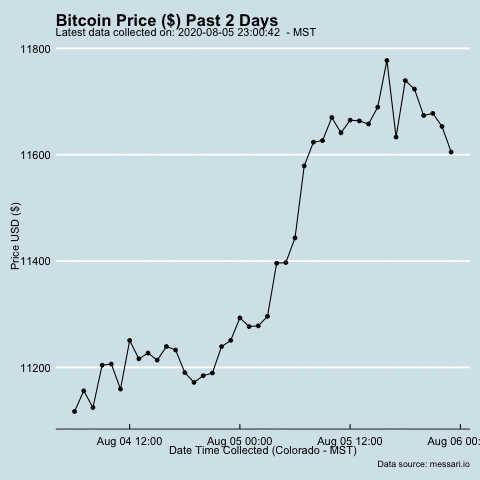 Bitcoin Price ($) Past 2 Days
Latest data collected on: 2020-08-05 23:00:42 - MST
11800
11600
11400
11200
Price USD ($)
Aug 04 12:00 Aug 05 00:00 Aug 05 12:00 Aug 06 00:
Date Time Collected (Colorado - MST)
Data source: messari.io